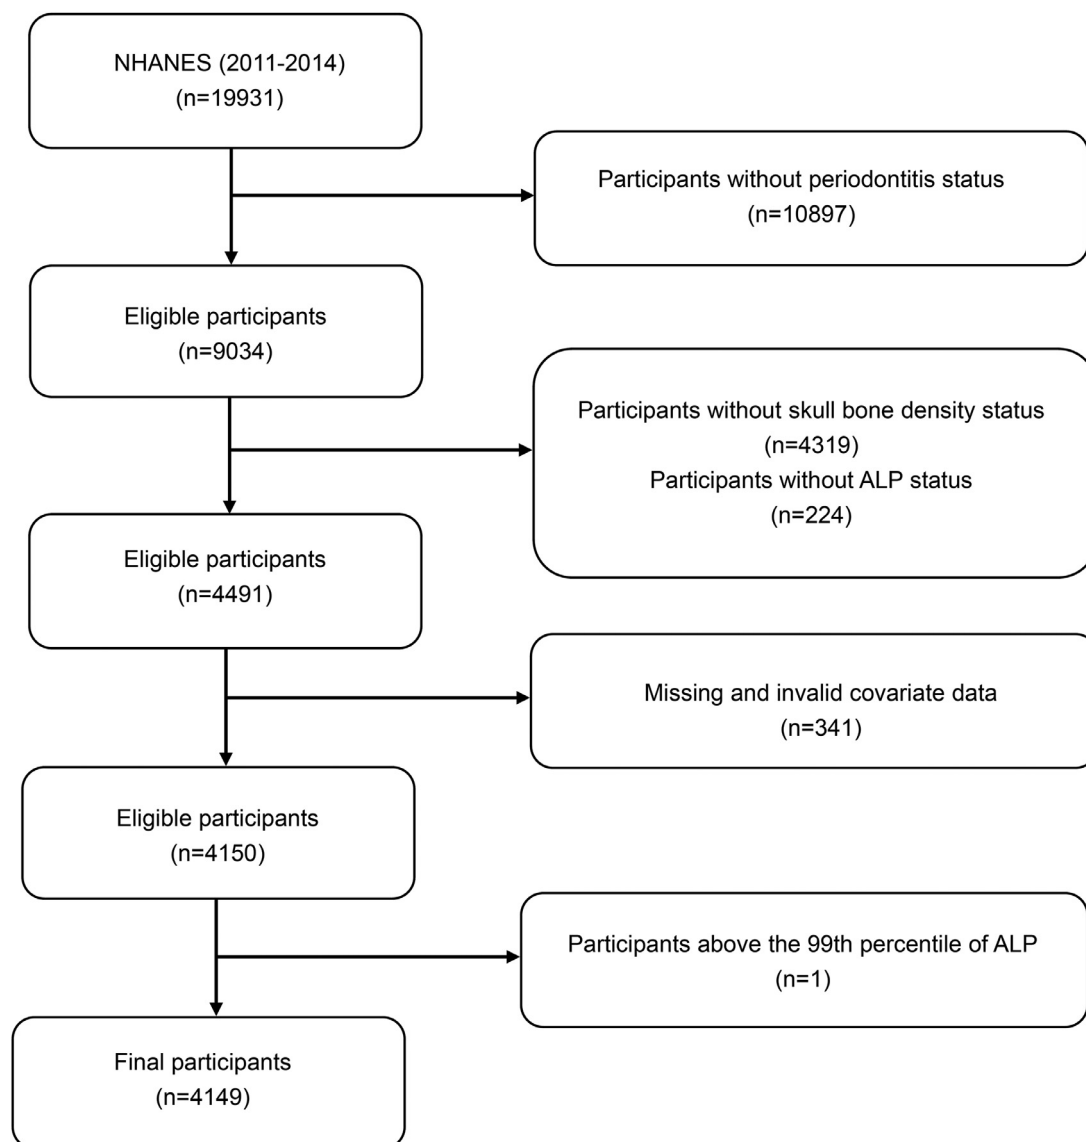 NHANES (2011-2014)
(n=19931)
Participants without periodontitis status
(n=10897)
Eligible participants
(n=9034)
Participants without skull bone density status
(n=4319)
Participants without ALP status
(n=224)
Eligible participants
(n=4491)
Missing and invalid covariate data
(n=341)
Eligible participants
(n=4150)
Participants above the 99th percentile of ALP
(n=1)
Final participants
(n=4149)